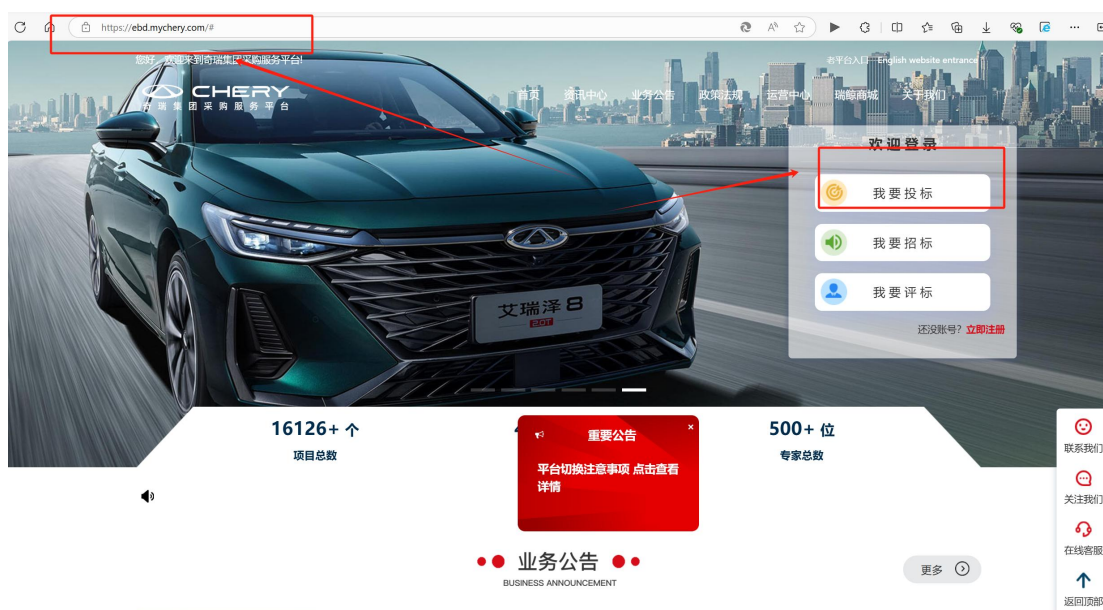 https://ebd.mychery.com/#
您好，欢迎来到奇瑞集团采购服务平台!
老平台入口 English website entrance
CHERY
奇瑞集团采购服务平台
首页 资讯中心 业务公告 政策法规 运营中心 瑞鲸商城 关于我们
欢迎登录
我要投标
我要招标
我要评标
还没账号? 立即注册
艾瑞泽8
20T
16126+ 个
项目总数
4
500+ 位
专家总数
重要公告 ×
平台切换注意事项 点击查看
详情
联系我们
关注我们
在线客服
返回顶部
业务公告
BUSINESS ANNOUNCEMENT
更多